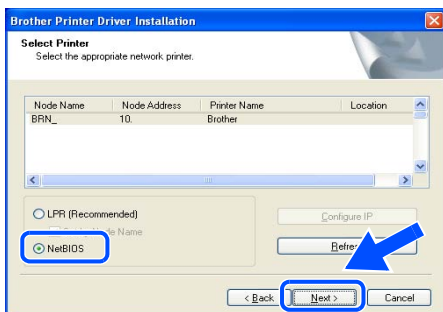 Brother Printer Driver Installation
Select Printer
Select the appropriate network printer.
Node Name Node Address Printer Name Location
BRN_ 10. Brother
LPR (Recommended)
Name
NetBIOS
Configure IP
< Back Next > Cancel